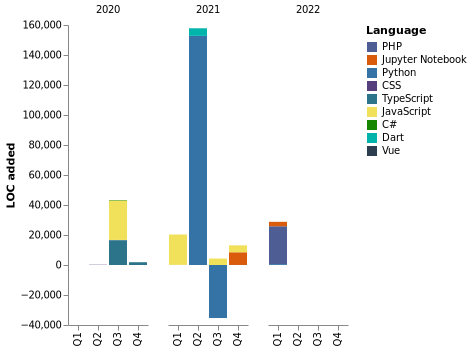 2020 2021 2022
160,000
140,000
120,000
100,000
80,000
60,000
40,000
20,000
0
−20,000
−40,000
LOC added
Q1 Q2 Q3 Q4 Q1 Q2 Q3 Q4 Q1 Q2 Q3 Q4
Language
PHP
Jupyter Notebook
Python
CSS
TypeScript
JavaScript
C#
Dart
Vue